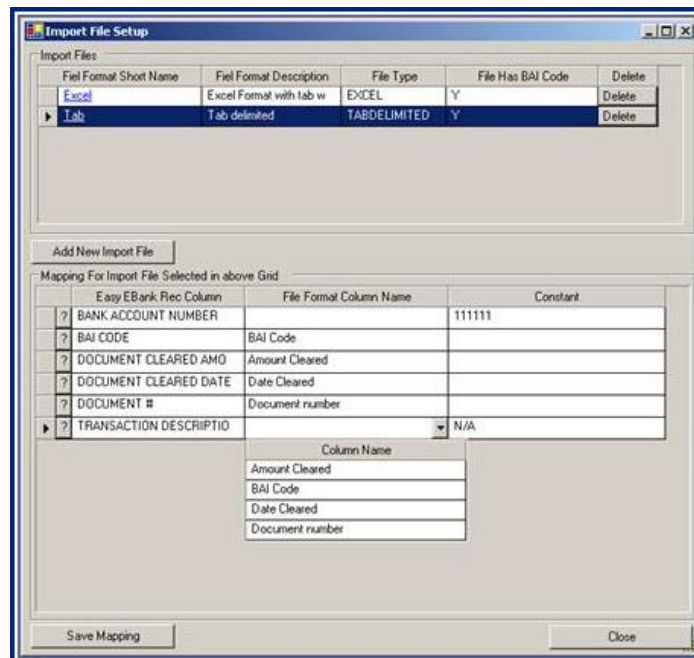 Import File Setup
Import Files
Fiel Format Short Name Fiel Format Description File Type File Has BAI Code Delete
Excel Excel Format with tab w EXCEL Y Delete
Tab Tab delimited TABDELIMITED Y Delete
Add New Import File
Mapping For Import File Selected in above Grid
Easy EBank Rec Column File Format Column Name Constant
? BANK ACCOUNT NUMBER 111111
? BAI CODE BAI Code
? DOCUMENT CLEARED AMO Amount Cleared
? DOCUMENT CLEARED DATE Date Cleared
? DOCUMENT # Document number
? TRANSACTION DESCRIPTIO N/A
Column Name
Amount Cleared
BAI Code
Date Cleared
Document number
Save Mapping Close